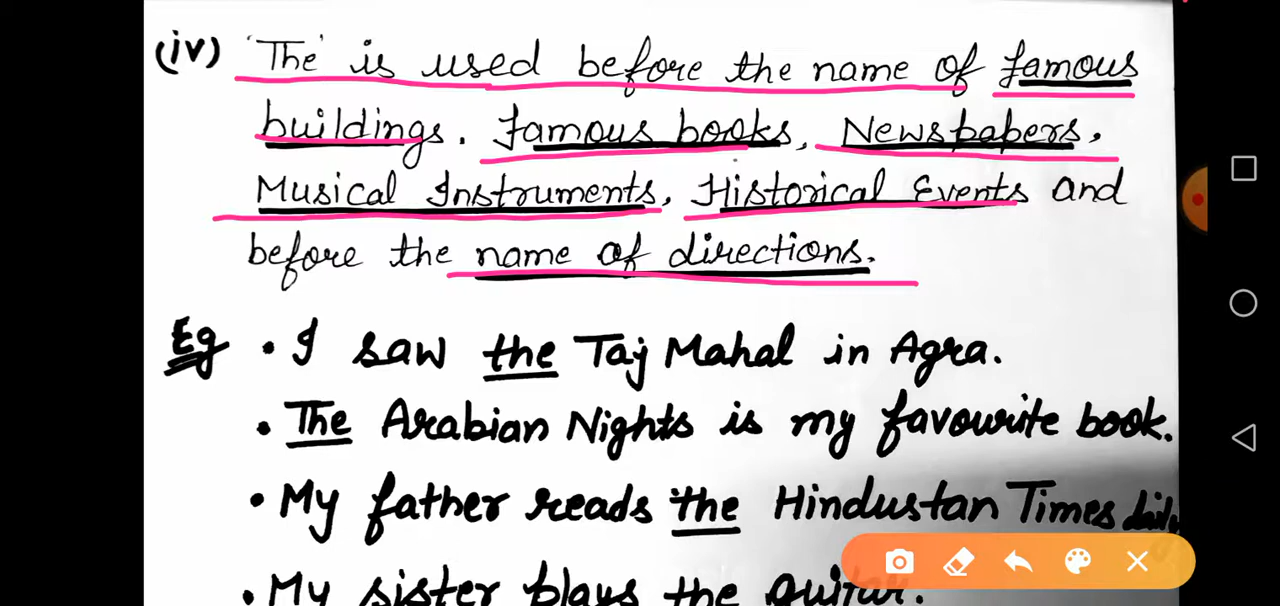 (iv) 'The' is used before the name of famous
buildings. Famous books, Newspapers,
Musical Instruments, Historical Events and
before the name of directions.
Eg • I saw the Taj Mahal in Agra.
• The Arabian Nights is my favourite book.
• My father reads the Hindustan Times daily
• My sister plays the guitar.